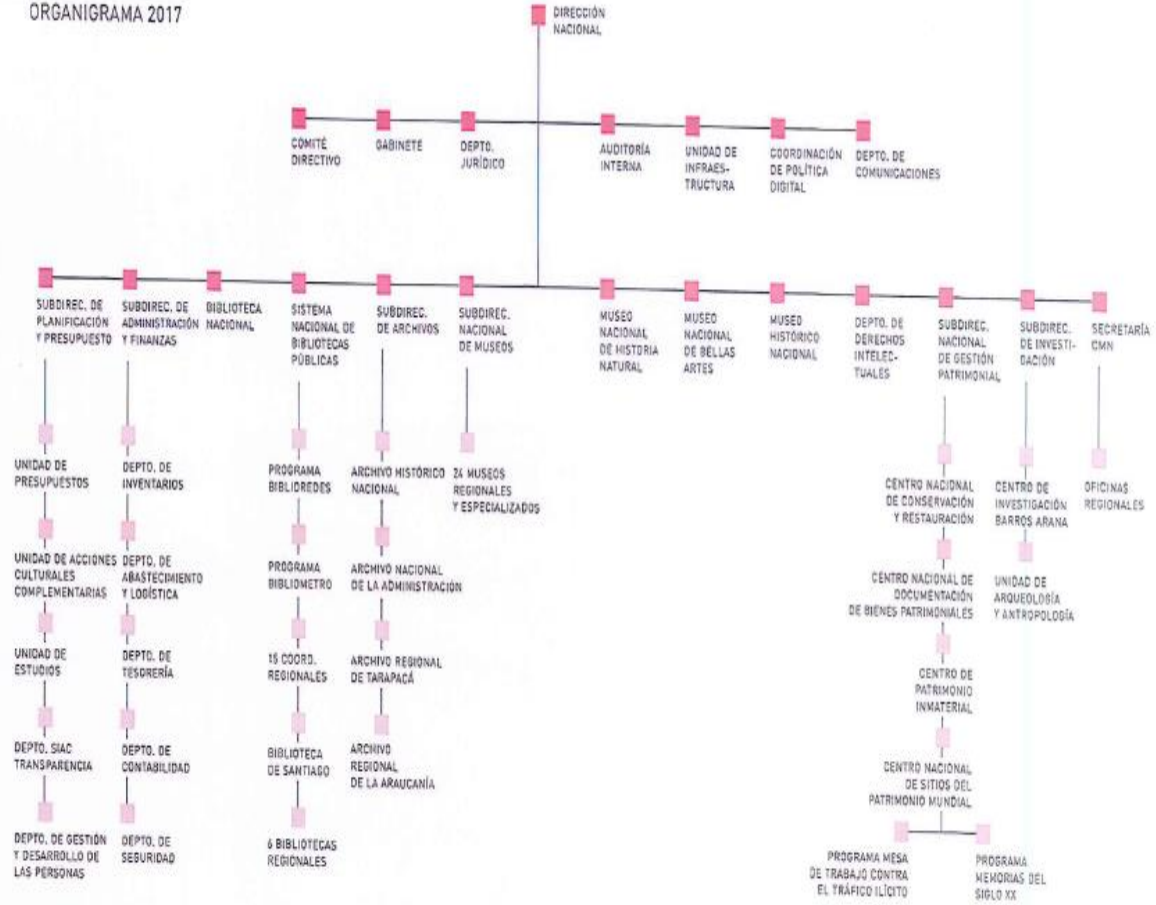 ORGANIGRAMA 2017
DIRECCIÓN
NACIONAL
COMITÉ
DIRECTIVO
GABINETE
DEPTO.
JURÍDICO
AUDITORÍA
INTERNA
UNIDAD DE
INFRAES-
TRUCTURA
COORDINACIÓN
DE POLÍTICA
DIGITAL
DEPTO. DE
COMUNICACIONES
SUBDIREC. DE
PLANIFICACIÓN
Y PRESUPUESTO
SUBDIREC. DE
ADMINISTRACIÓN
Y FINANZAS
BIBLIOTECA
NACIONAL
SISTEMA
NACIONAL DE
BIBLIOTECAS
PÚBLICAS
SUBDIREC.
DE ARCHIVOS
SUBDIREC.
NACIONAL
DE MUSEOS
MUSEO
NACIONAL
DE HISTORIA
NATURAL
MUSEO
NACIONAL
DE BELLAS
ARTES
MUSEO
HISTÓRICO
NACIONAL
DEPTO. DE
DERECHOS
INTELEC-
TUALES
SUBDIREC.
NACIONAL
DE GESTIÓN
PATRIMONIAL
SUBDIREC.
DE INVESTI-
GACIÓN
SECRETARÍA
CMN
UNIDAD DE
PRESUPUESTOS
UNIDAD DE ACCIONES
CULTURALES
COMPLEMENTARIAS
UNIDAD DE
ESTUDIOS
DEPTO. SIAC
TRANSPARENCIA
DEPTO. DE GESTIÓN
Y DESARROLLO DE
LAS PERSONAS
DEPTO. DE
INVENTARIOS
DEPTO. DE
ABASTECIMIENTO
Y LOGÍSTICA
DEPTO. DE
TESORERÍA
DEPTO. DE
CONTABILIDAD
DEPTO. DE
SEGURIDAD
PROGRAMA
BIBLIOREDES
PROGRAMA
BIBLIOMETRO
15 COORD.
REGIONALES
BIBLIOTECA
DE SANTIAGO
6 BIBLIOTECAS
REGIONALES
ARCHIVO HISTÓRICO
NACIONAL
ARCHIVO NACIONAL
DE LA ADMINISTRACIÓN
ARCHIVO REGIONAL
DE TARAPACÁ
ARCHIVO
REGIONAL
DE LA ARAUCANÍA
24 MUSEOS
REGIONALES
Y ESPECIALIZADOS
CENTRO NACIONAL
DE CONSERVACIÓN
Y RESTAURACIÓN
CENTRO NACIONAL DE
DOCUMENTACIÓN
DE BIENES PATRIMONIALES
CENTRO DE
PATRIMONIO
INMATERIAL
CENTRO NACIONAL
DE SITIOS DEL
PATRIMONIO MUNDIAL
PROGRAMA MESA
DE TRABAJO CONTRA
EL TRÁFICO ILÍCITO
PROGRAMA
MEMORIAS DEL
SIGLO XX
CENTRO DE
INVESTIGACIÓN
BARROS ARANA
UNIDAD DE
ARQUEOLOGÍA
Y ANTROPOLOGÍA
OFICINAS
REGIONALES